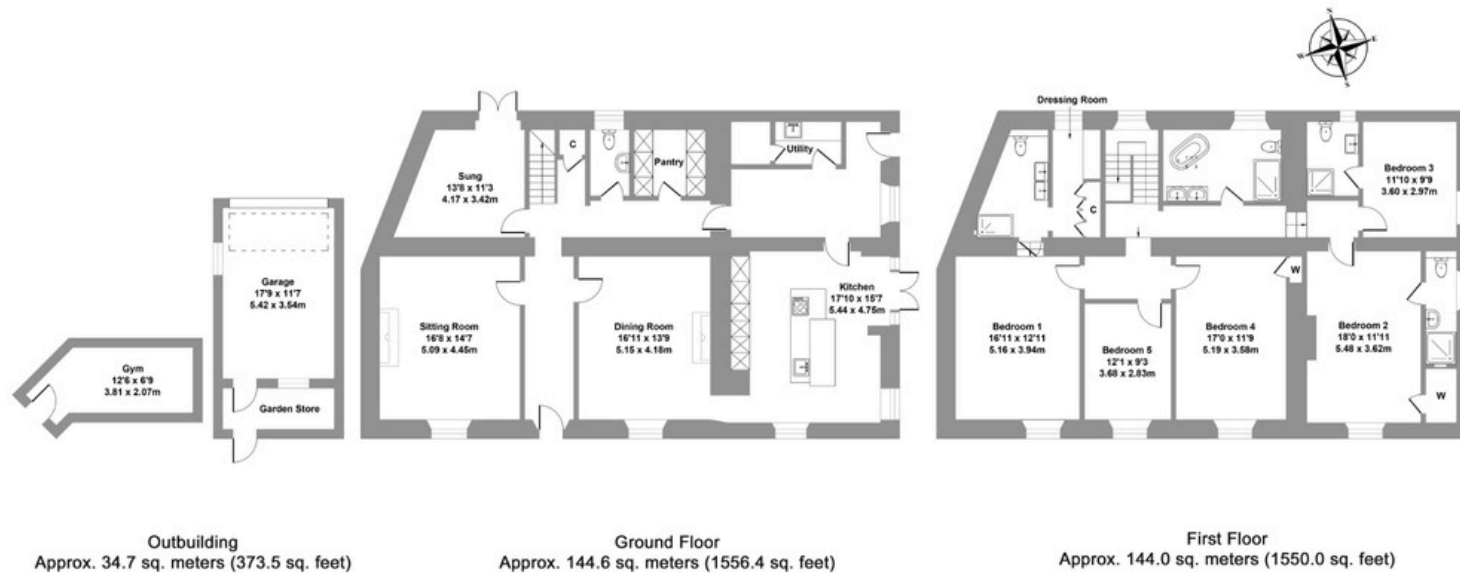 S
E
W
S
Garage
17'9 x 11'7
5.42 x 3.54m
Gym
12'6 x 6'9
3.81 x 2.07m
Garden Store
Sung
13'8 x 11'3
4.17 x 3.42m
C
Pantry
Utility
Sitting Room
16'8 x 14'7
5.09 x 4.45m
Dining Room
16'11 x 13'9
5.15 x 4.18m
Kitchen
17'10 x 15'7
5.44 x 4.75m
Dressing Room
C
Bedroom 3
11'10 x 9'9
3.60 x 2.97m
W
Bedroom 1
16'11 x 12'11
5.16 x 3.94m
Bedroom 5
12'1 x 9'3
3.68 x 2.83m
Bedroom 4
17'0 x 11'9
5.19 x 3.58m
Bedroom 2
18'0 x 11'11
5.48 x 3.62m
W
Outbuilding
Approx. 34.7 sq. meters (373.5 sq. feet)
Ground Floor
Approx. 144.6 sq. meters (1556.4 sq. feet)
First Floor
Approx. 144.0 sq. meters (1550.0 sq. feet)